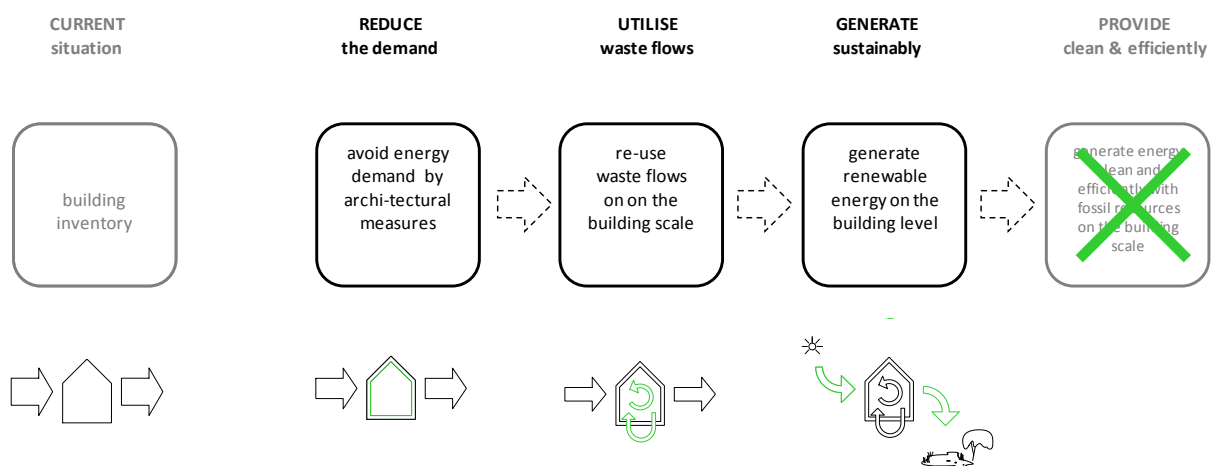 CURRENT
situation
REDUCE
the demand
UTILISE
waste flows
GENERATE
sustainably
PROVIDE
clean & efficiently
building
inventory
avoid energy
demand by
archi-tectural
measures
re-use
waste flows
on on the
building scale
generate
renewable
energy on the
building level
generate energy
clean and
efficiently with
fossil resources
on the building
scale